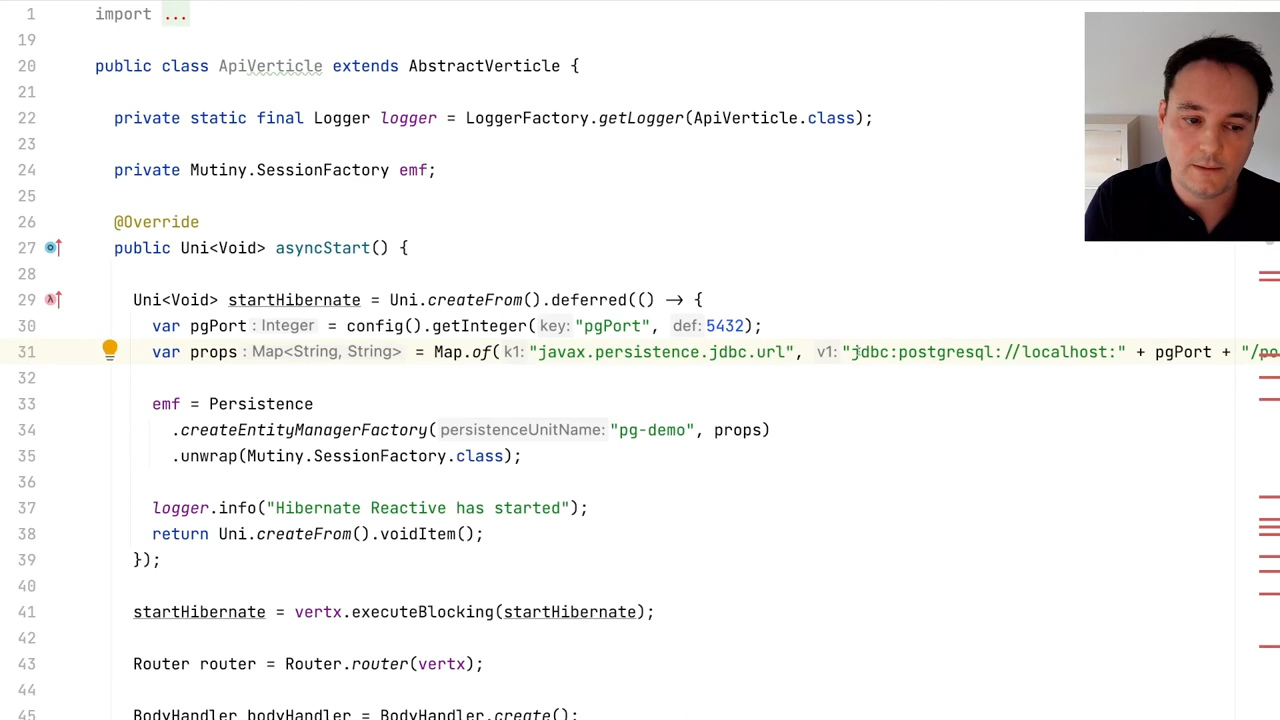 1 import ...
19
20 public class ApiVerticle extends AbstractVerticle {
21
22 private static final Logger logger = LoggerFactory.getLogger(ApiVerticle.class);
23
24 private Mutiny.SessionFactory emf;
25
26 @Override
27 public Uni<Void> asyncStart() {
28
29 Uni<Void> startHibernate = Uni.createFrom().deferred(() -> {
30 var pgPort : Integer = config().getInteger( key: "pgPort", def: 5432);
31 var props : Map<String, String> = Map.of( k1: "javax.persistence.jdbc.url", v1: "jdbc:postgresql://localhost:" + pgPort + "/po
32
33 emf = Persistence
34 .createEntityManagerFactory( persistenceUnitName: "pg-demo", props)
35 .unwrap(Mutiny.SessionFactory.class);
36
37 logger.info("Hibernate Reactive has started");
38 return Uni.createFrom().voidItem();
39 });
40
41 startHibernate = vertx.executeBlocking(startHibernate);
42
43 Router router = Router.router(vertx);
44
45 BodyHandler bodyHandler = BodyHandler.create();